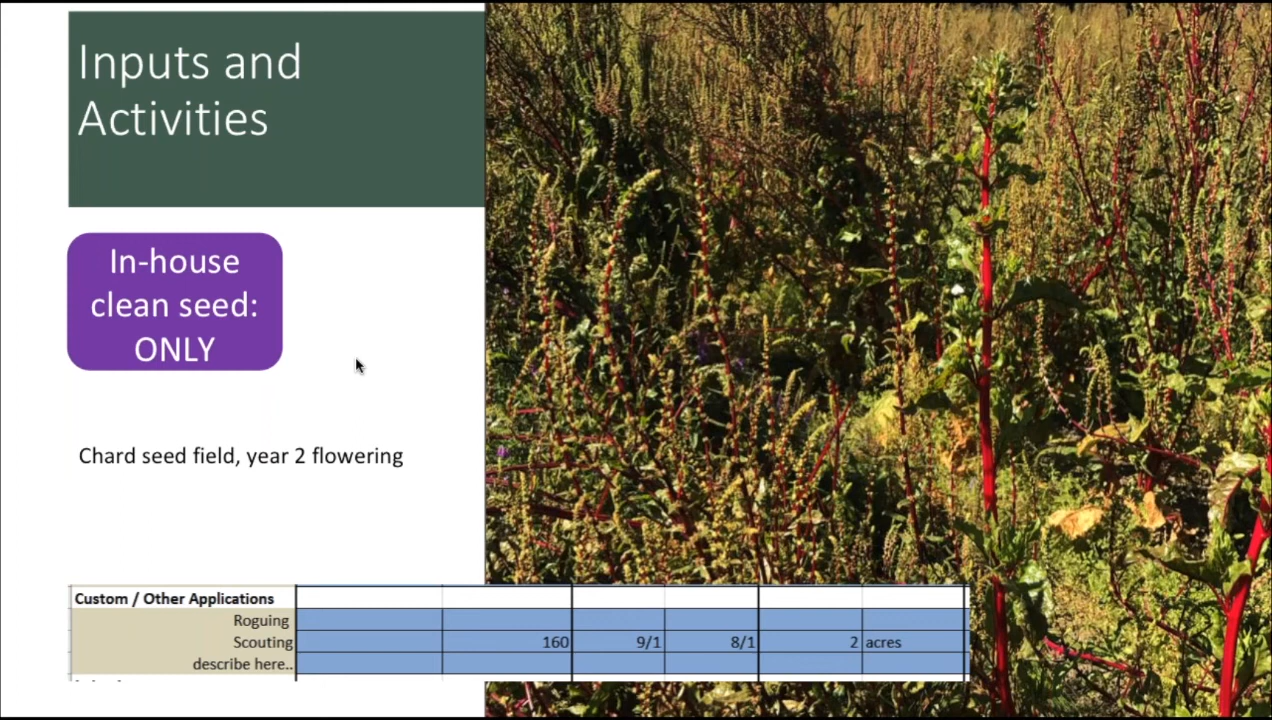 Inputs and
Activities
In-house
clean seed:
ONLY
Chard seed field, year 2 flowering
Custom / Other Applications
Roguing
Scouting 160 9/1 8/1 2 acres
describe here..